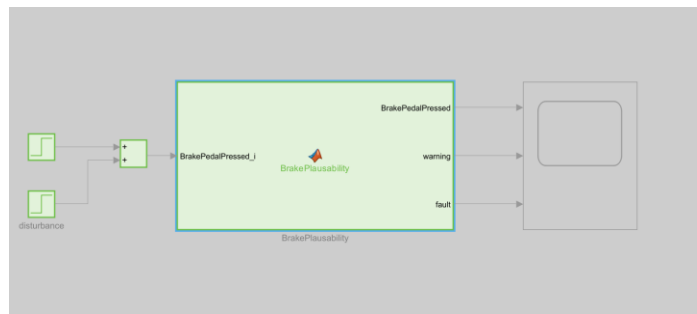 BrakePedalPressed
+
+
BrakePedalPressed_i
BrakePlausability
warning
fault
disturbance
BrakePlausability